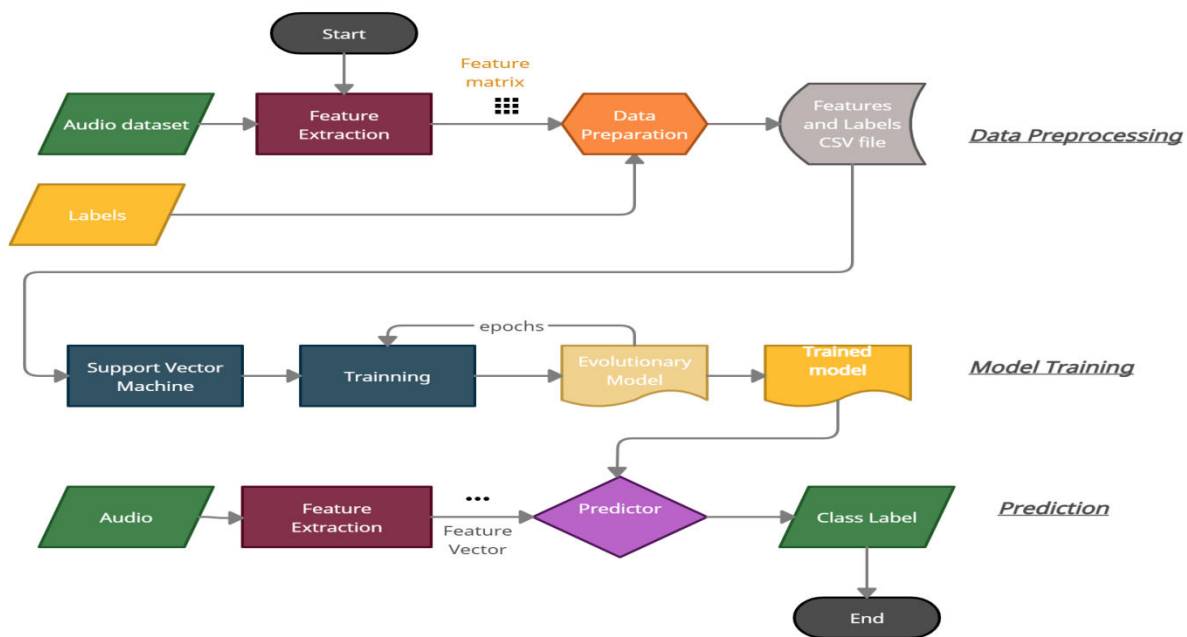 Start
Feature
matrix
Audio dataset
Feature
Extraction
Data
Preparation
Features
and Labels
CSV file
Data Preprocessing
Labels
epochs
Support Vector
Machine
Trainning
Evolutionary
Model
Trained
model
Model Training
Audio
Feature
Extraction
Feature
Vector
Predictor
Class Label
Prediction
End